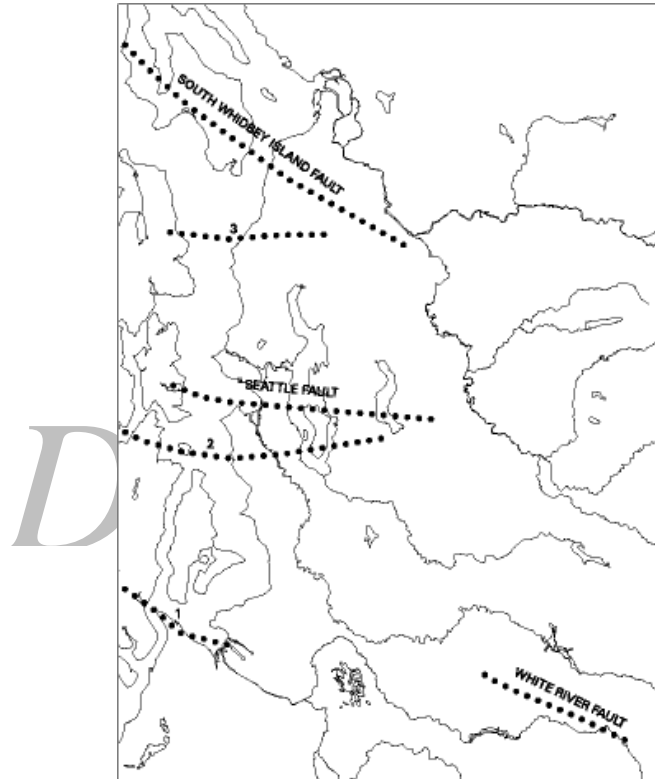 SOUTH WHIDBEY ISLAND FAULT
3
SEATTLE FAULT
2
D
1
WHITE RIVER FAULT